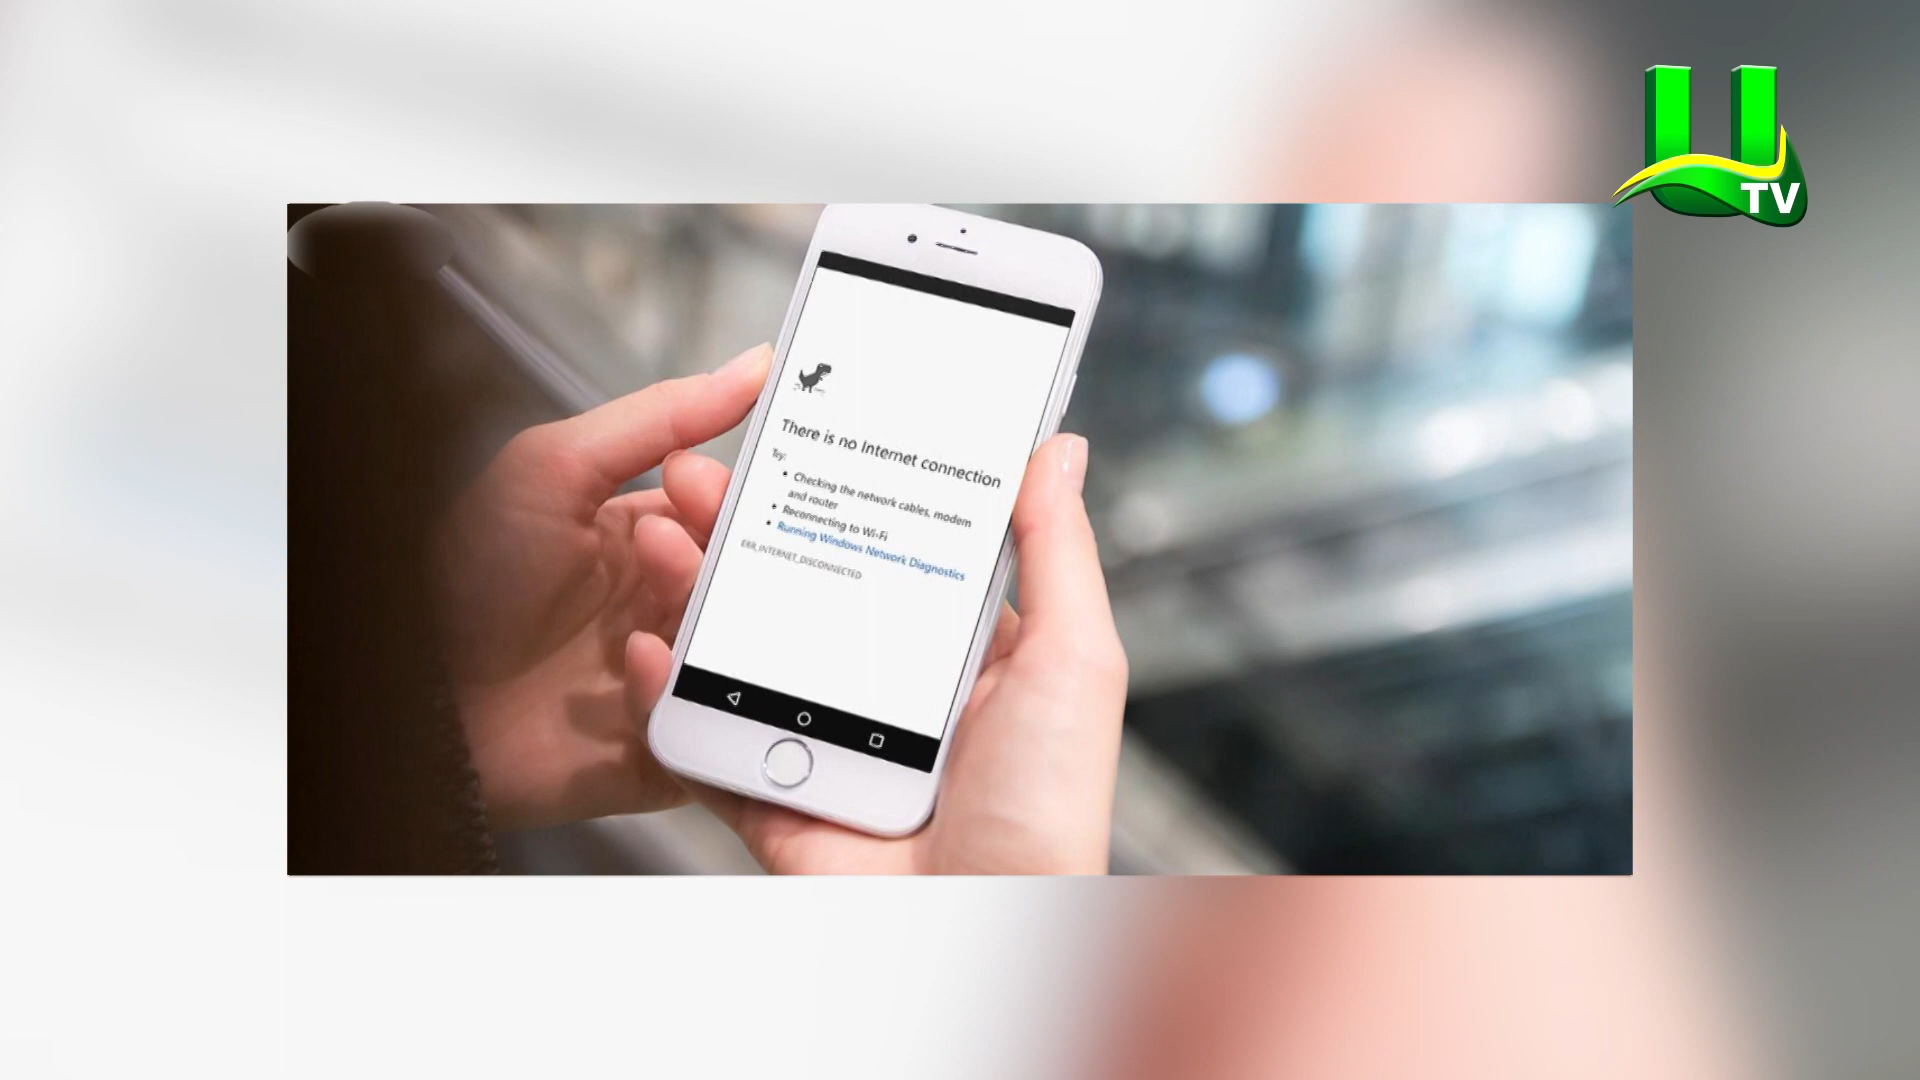 U
TV
There is no Internet connection
Try:
• Checking the network cables, modem
and router
• Reconnecting to Wi-Fi
• Running Windows Network Diagnostics
ERR_INTERNET_DISCONNECTED